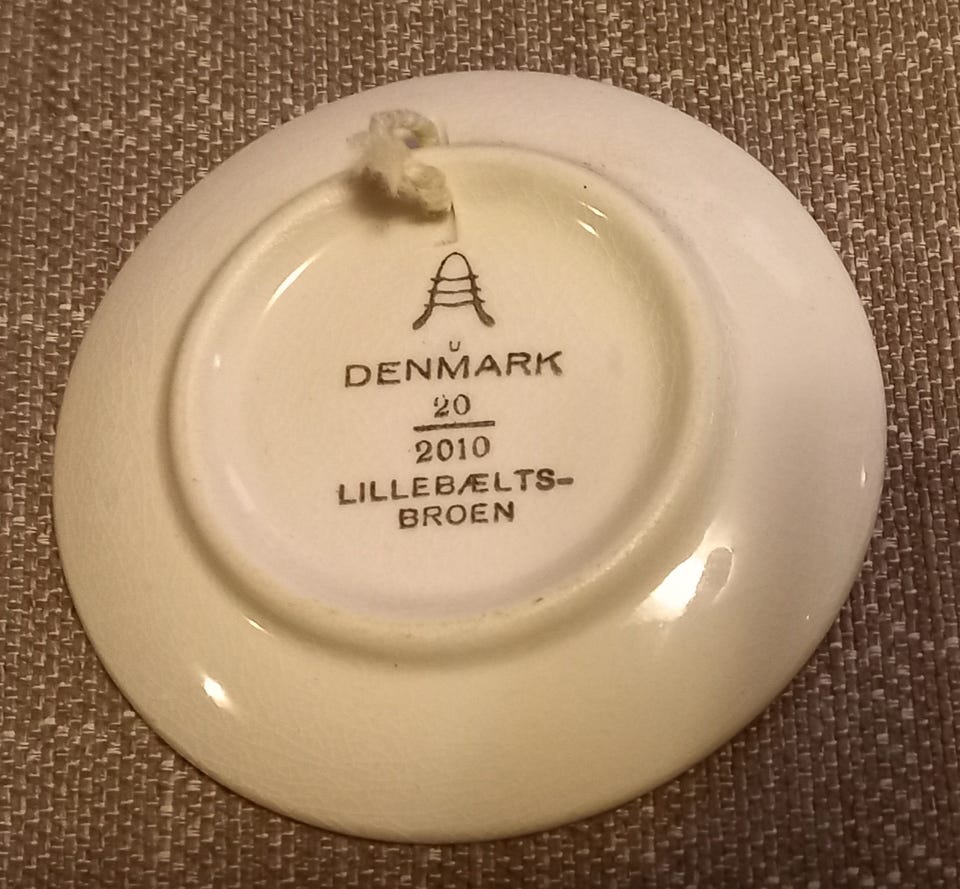 U
DENMARK
20
2010
LILLEBÆLTS-
BROEN